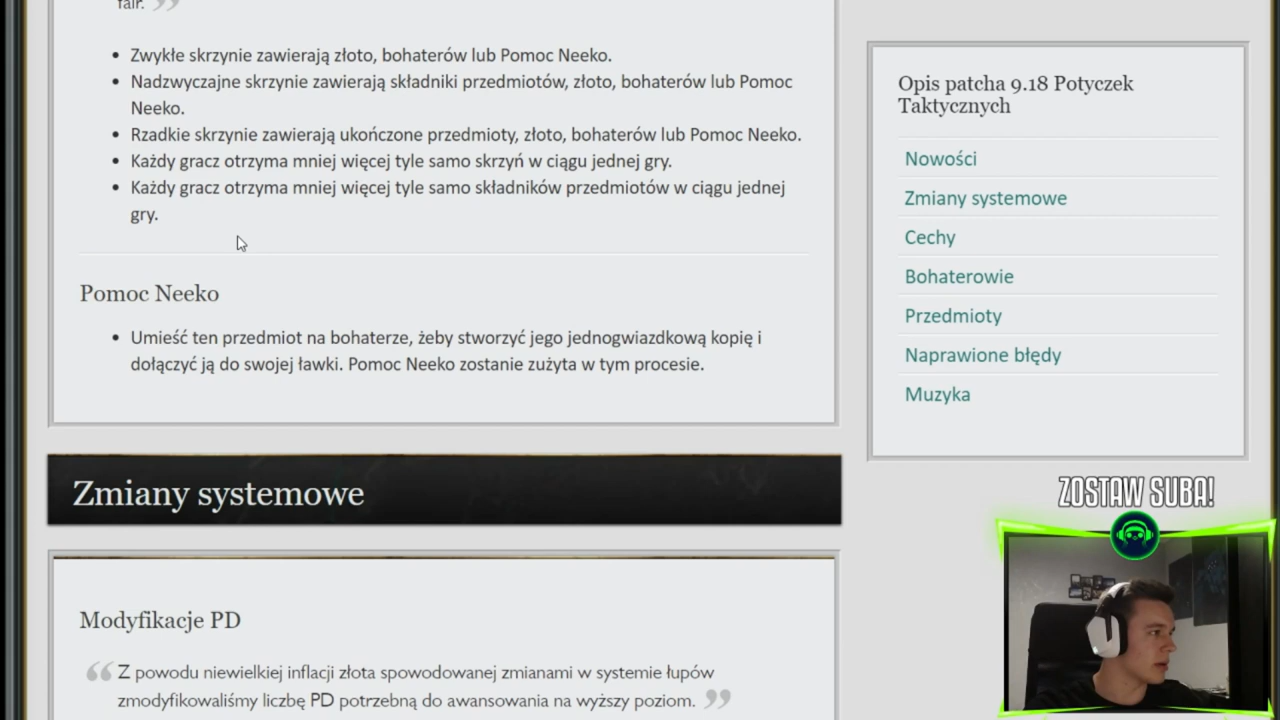 fair.
Zwykłe skrzynie zawierają złoto, bohaterów lub Pomoc Neeko.
Nadzwyczajne skrzynie zawierają składniki przedmiotów, złoto, bohaterów lub Pomoc
Neeko.
Rzadkie skrzynie zawierają ukończone przedmioty, złoto, bohaterów lub Pomoc Neeko.
Każdy gracz otrzyma mniej więcej tyle samo skrzyń w ciągu jednej gry.
Każdy gracz otrzyma mniej więcej tyle samo składników przedmiotów w ciągu jednej
gry.
Pomoc Neeko
Umieść ten przedmiot na bohaterze, żeby stworzyć jego jednogwiazdkową kopię i
dołączyć ją do swojej ławki. Pomoc Neeko zostanie zużyta w tym procesie.
Zmiany systemowe
Modyfikacje PD
Z powodu niewielkiej inflacji złota spowodowanej zmianami w systemie łupów
zmodyfikowaliśmy liczbę PD potrzebną do awansowania na wyższy poziom.
Opis patcha 9.18 Potyczek
Taktycznych
Nowości
Zmiany systemowe
Cechy
Bohaterowie
Przedmioty
Naprawione błędy
Muzyka
ZOSTAW SUBA!